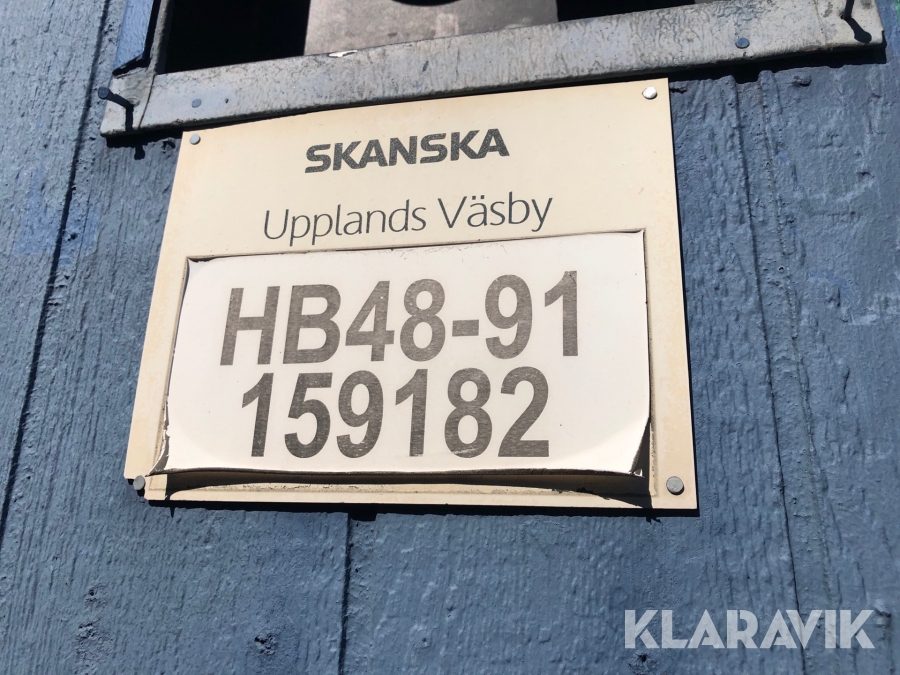 SKANSKA
Upplands Väsby
HB48-91
159182
KLARAVIK